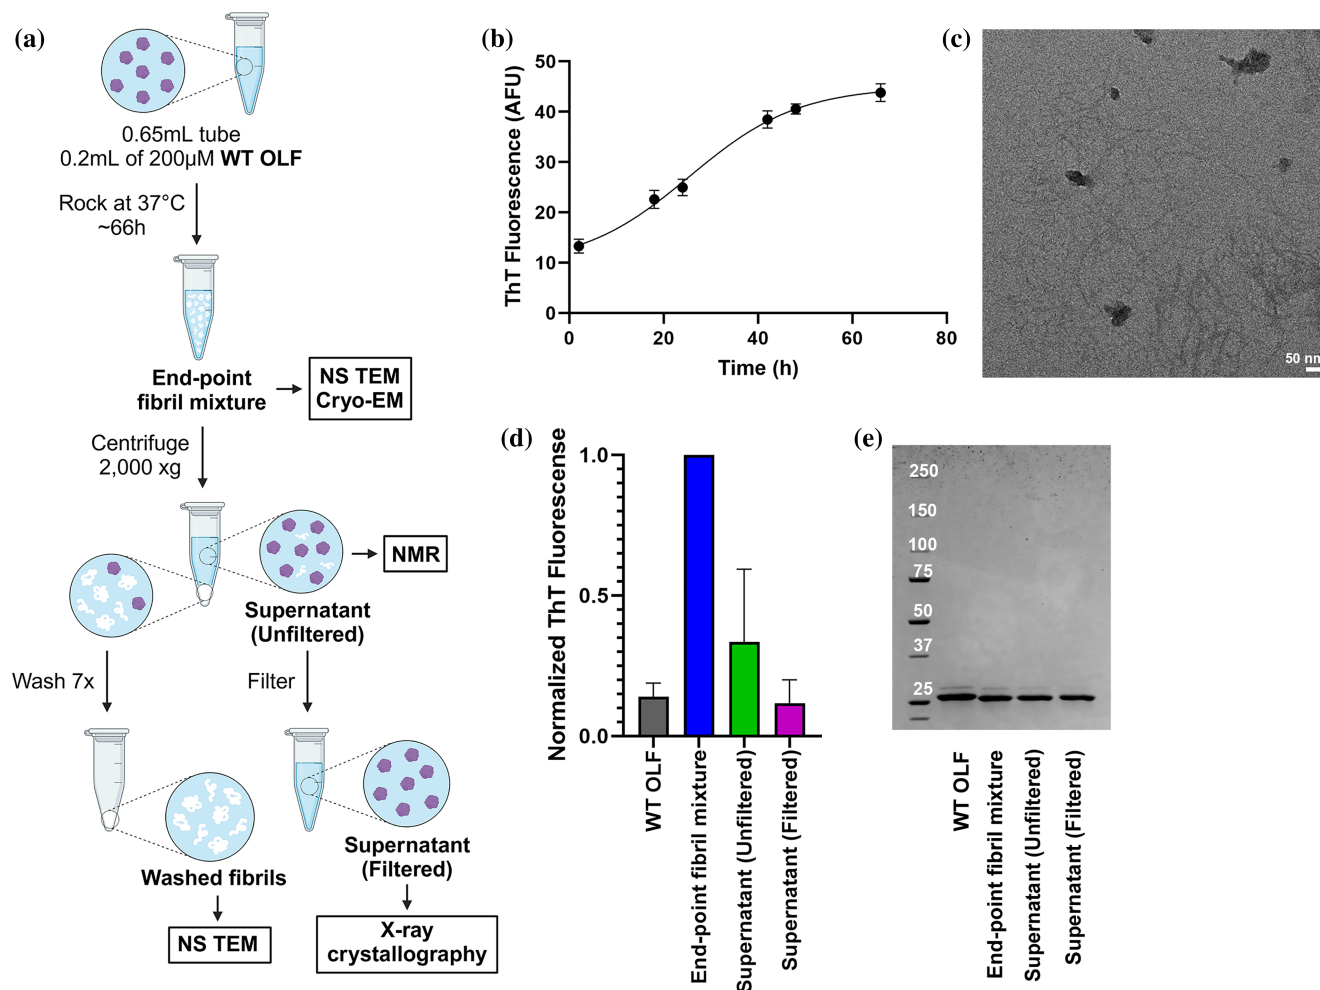 (a)
0.65mL tube
0.2mL of 200µM WT OLF
Rock at 37°C
~66h
End-point
fibril mixture
NS TEM
Cryo-EM
Centrifuge
2,000 xg
NMR
Supernatant
(Unfiltered)
Wash 7x
Filter
Washed fibrils
NS TEM
Supernatant
(Filtered)
X-ray
crystallography
(b)
ThT Fluorescence (AFU)
50
40
30
20
10
0
0 20 40 60 80
Time (h)
(c)
50 nm
(d)
Normalized ThT Fluorescense
1.0
0.5
0.0
WT OLF
End-point fibril mixture
Supernatant (Unfiltered)
Supernatant (Filtered)
(e)
250
150
100
75
50
37
25
WT OLF
End-point fibril mixture
Supernatant (Unfiltered)
Supernatant (Filtered)